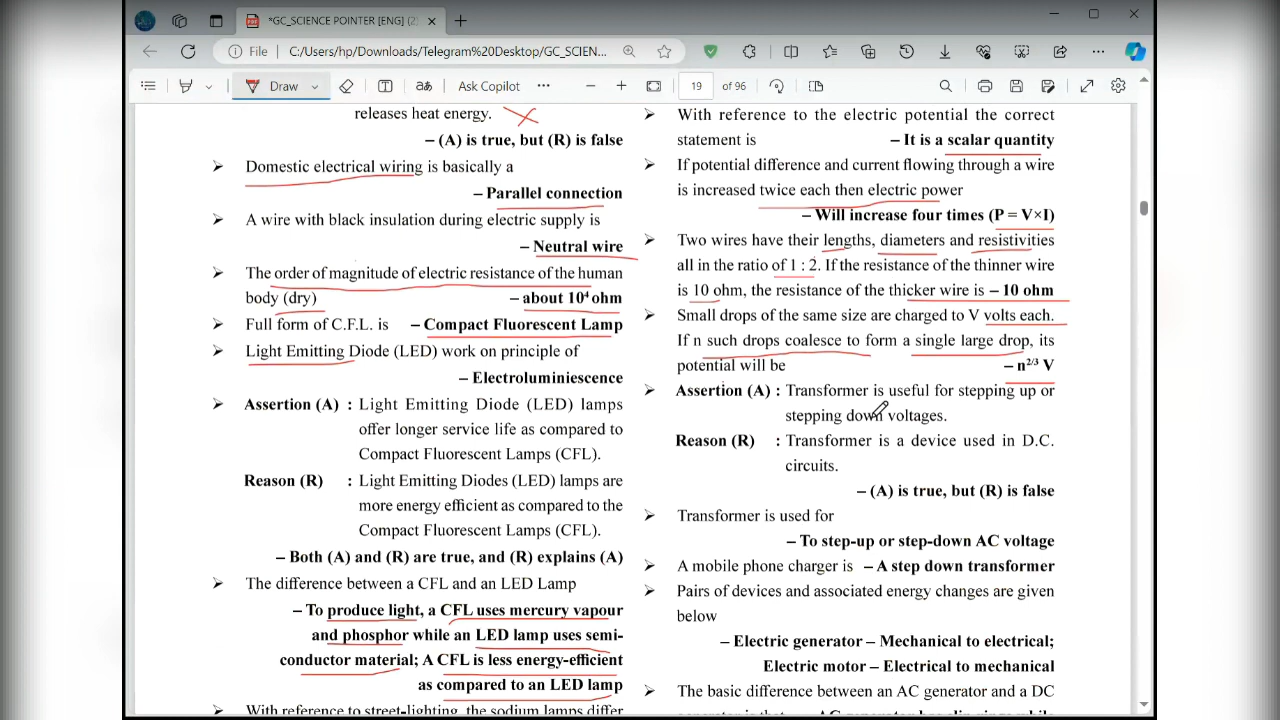 *GC_SCIENCE POINTER [ENG] (2
File
C:/Users/hp/Downloads/Telegram%20Desktop/GC_SCIEN...
Draw
aあ
Ask Copilot
19
of 96
releases heat energy.
– (A) is true, but (R) is false
Domestic electrical wiring is basically a
– Parallel connection
A wire with black insulation during electric supply is
– Neutral wire
The order of magnitude of electric resistance of the human
body (dry) – about 10⁴ ohm
Full form of C.F.L. is – Compact Fluorescent Lamp
Light Emitting Diode (LED) work on principle of
– Electroluminiescence
Assertion (A) : Light Emitting Diode (LED) lamps
offer longer service life as compared to
Compact Fluorescent Lamps (CFL).
Reason (R) : Light Emitting Diodes (LED) lamps are
more energy efficient as compared to the
Compact Fluorescent Lamps (CFL).
– Both (A) and (R) are true, and (R) explains (A)
The difference between a CFL and an LED Lamp
– To produce light, a CFL uses mercury vapour
and phosphor while an LED lamp uses semi-
conductor material; A CFL is less energy-efficient
as compared to an LED lamp
With reference to street-lighting, the sodium lamps differ
With reference to the electric potential the correct
statement is – It is a scalar quantity
If potential difference and current flowing through a wire
is increased twice each then electric power
– Will increase four times (P = V×I)
Two wires have their lengths, diameters and resistivities
all in the ratio of 1 : 2. If the resistance of the thinner wire
is 10 ohm, the resistance of the thicker wire is – 10 ohm
Small drops of the same size are charged to V volts each.
If n such drops coalesce to form a single large drop, its
potential will be – n²ᐟ³ V
Assertion (A) : Transformer is useful for stepping up or
stepping down voltages.
Reason (R) : Transformer is a device used in D.C.
circuits.
– (A) is true, but (R) is false
Transformer is used for
– To step-up or step-down AC voltage
A mobile phone charger is – A step down transformer
Pairs of devices and associated energy changes are given
below
– Electric generator – Mechanical to electrical;
Electric motor – Electrical to mechanical
The basic difference between an AC generator and a DC